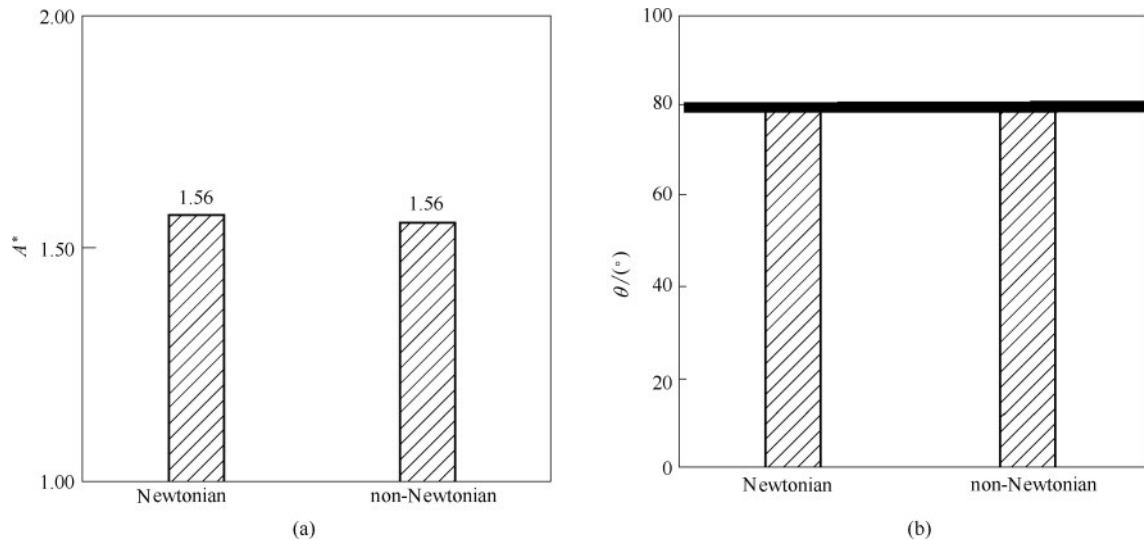 2.00
1.56
1.56
A*
1.50
1.00
Newtonian
non-Newtonian
(a)
100
80
60
θ/(°)
40
20
0
Newtonian
non-Newtonian
(b)